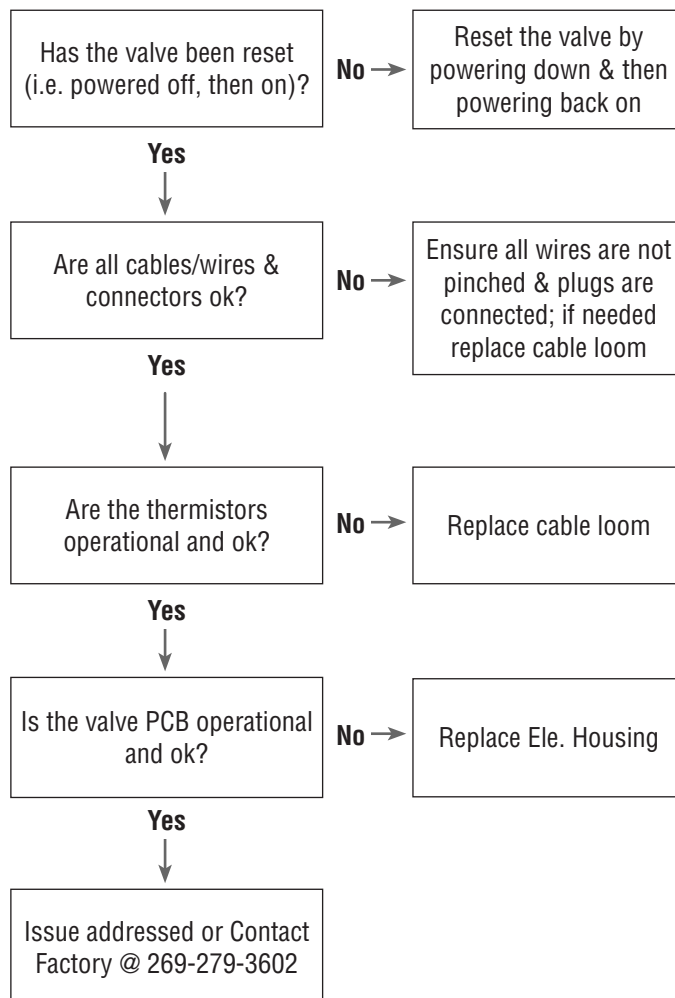 Has the valve been reset
(i.e. powered off, then on)?
No
Reset the valve by
powering down & then
powering back on
Yes
Are all cables/wires &
connectors ok?
No
Ensure all wires are not
pinched & plugs are
connected; if needed
replace cable loom
Yes
Are the thermistors
operational and ok?
No
Replace cable loom
Yes
Is the valve PCB operational
and ok?
No
Replace Ele. Housing
Yes
Issue addressed or Contact
Factory @ 269-279-3602